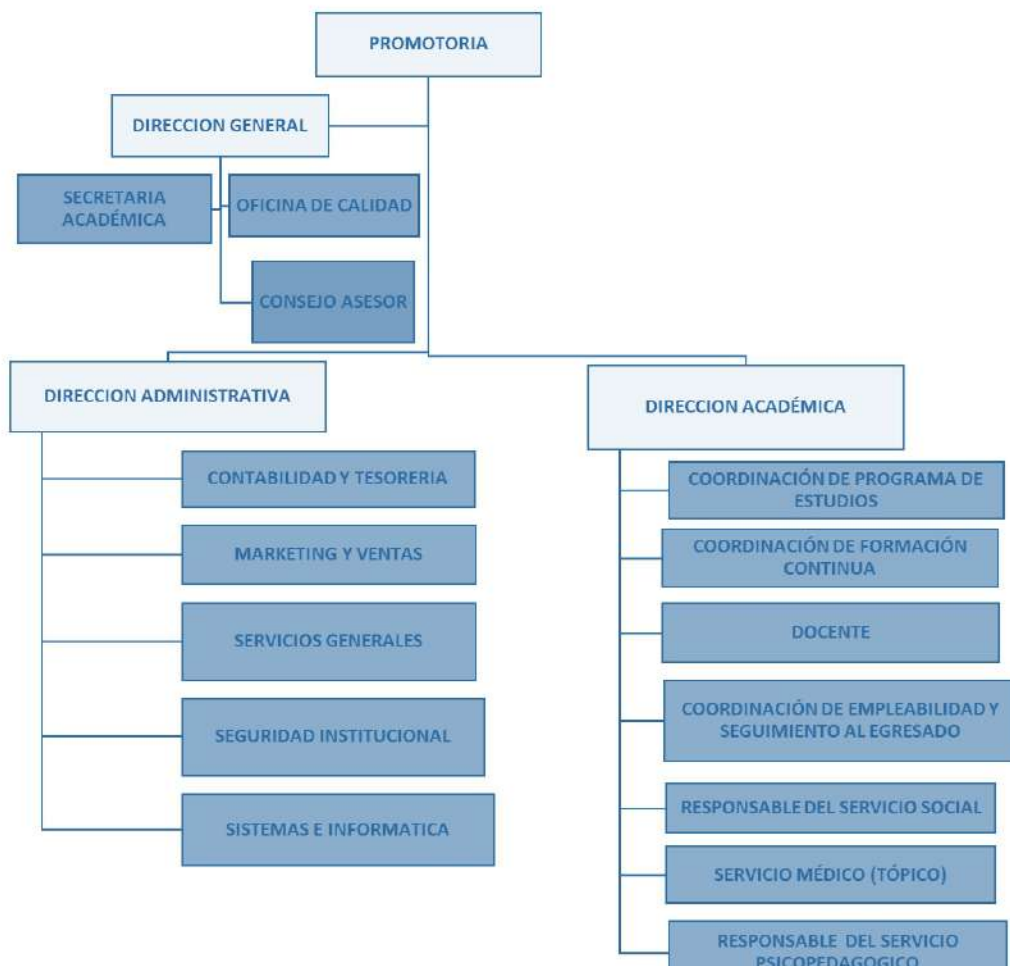 PROMOTORIA
DIRECCION GENERAL
SECRETARIA
ACADÉMICA
OFICINA DE CALIDAD
CONSEJO ASESOR
DIRECCION ADMINISTRATIVA
CONTABILIDAD Y TESORERIA
MARKETING Y VENTAS
SERVICIOS GENERALES
SEGURIDAD INSTITUCIONAL
SISTEMAS E INFORMATICA
DIRECCION ACADÉMICA
COORDINACIÓN DE PROGRAMA DE
ESTUDIOS
COORDINACIÓN DE FORMACIÓN
CONTINUA
DOCENTE
COORDINACIÓN DE EMPLEABILIDAD Y
SEGUIMIENTO AL EGRESADO
RESPONSABLE DEL SERVICIO SOCIAL
SERVICIO MÉDICO (TÓPICO)
RESPONSABLE DEL SERVICIO
PSICOPEDAGOGICO